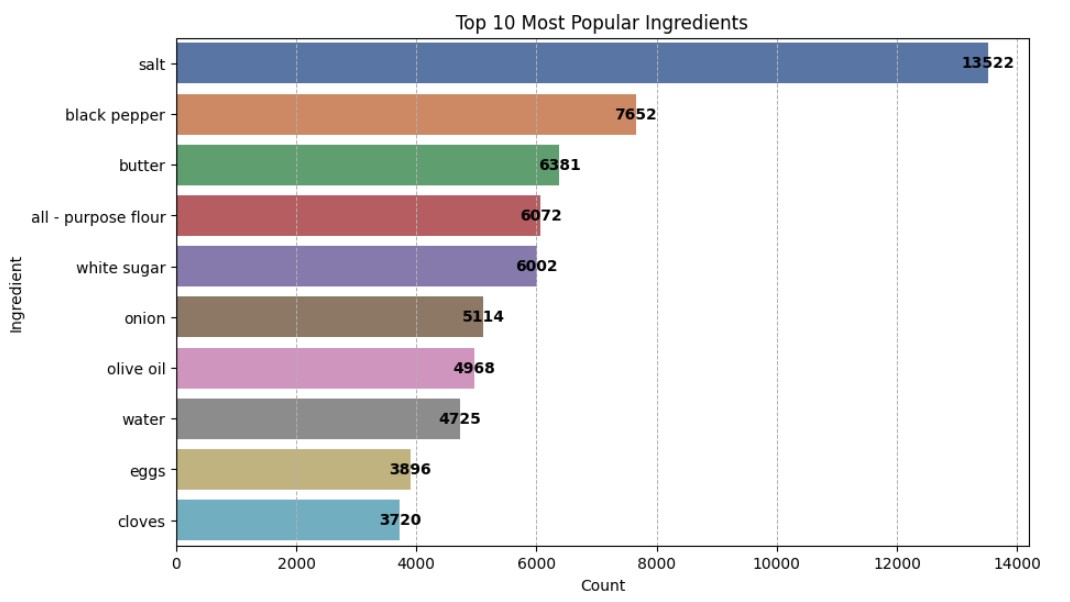 Top 10 Most Popular Ingredients
Ingredient
salt 13522
black pepper 7652
butter 6381
all - purpose flour 6072
white sugar 6002
onion 5114
olive oil 4968
water 4725
eggs 3896
cloves 3720
0 2000 4000 6000 8000 10000 12000 14000
Count